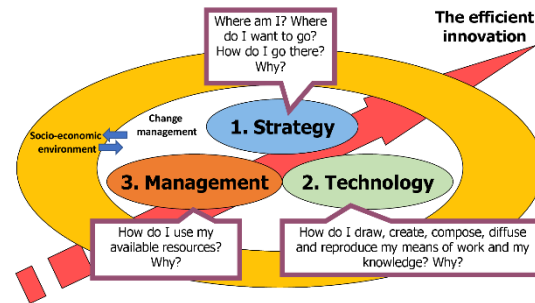 Where am I? Where
do I want to go?
How do I go there?
Why?
The efficient
innovation
Change
management
Socio-economic
environment
1. Strategy
3. Management
2. Technology
How do I use my
available resources?
Why?
How do I draw, create, compose, diffuse
and reproduce my means of work and my
knowledge? Why?